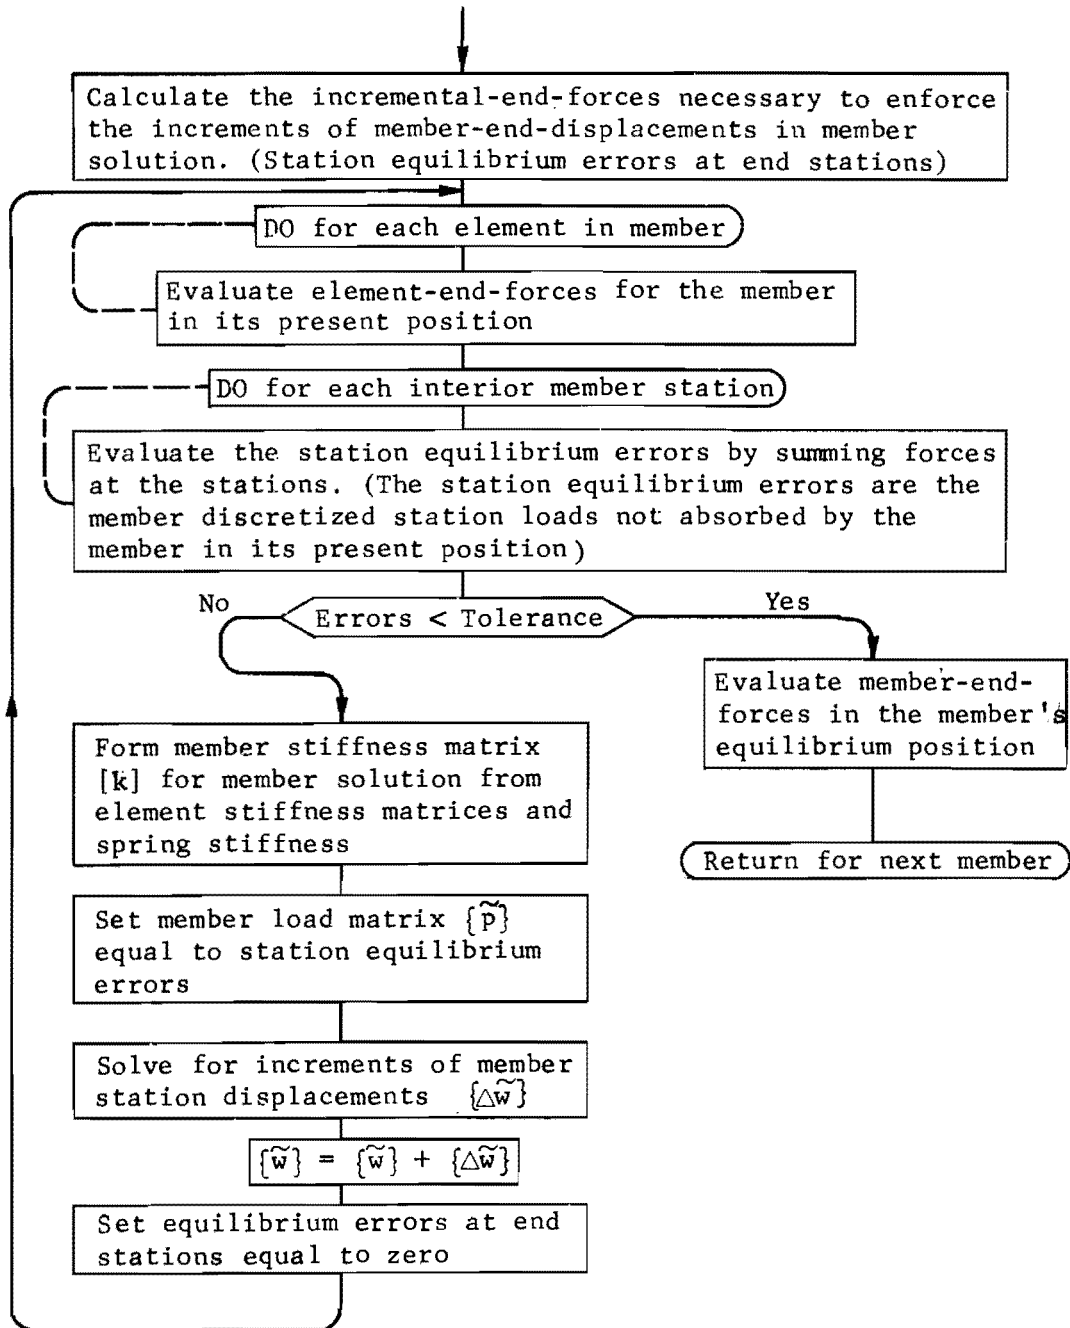 Calculate the incremental-end-forces necessary to enforce
the increments of member-end-displacements in member
solution. (Station equilibrium errors at end stations)
DO for each element in member
Evaluate element-end-forces for the member
in its present position
DO for each interior member station
Evaluate the station equilibrium errors by summing forces
at the stations. (The station equilibrium errors are the
member discretized station loads not absorbed by the
member in its present position)
No
Errors < Tolerance
Yes
Evaluate member-end-
forces in the member's
equilibrium position
Return for next member
Form member stiffness matrix
[k] for member solution from
element stiffness matrices and
spring stiffness
Set member load matrix {p̃}
equal to station equilibrium
errors
Solve for increments of member
station displacements {△w̃}
{w̃} = {w̃} + {△w̃}
Set equilibrium errors at end
stations equal to zero